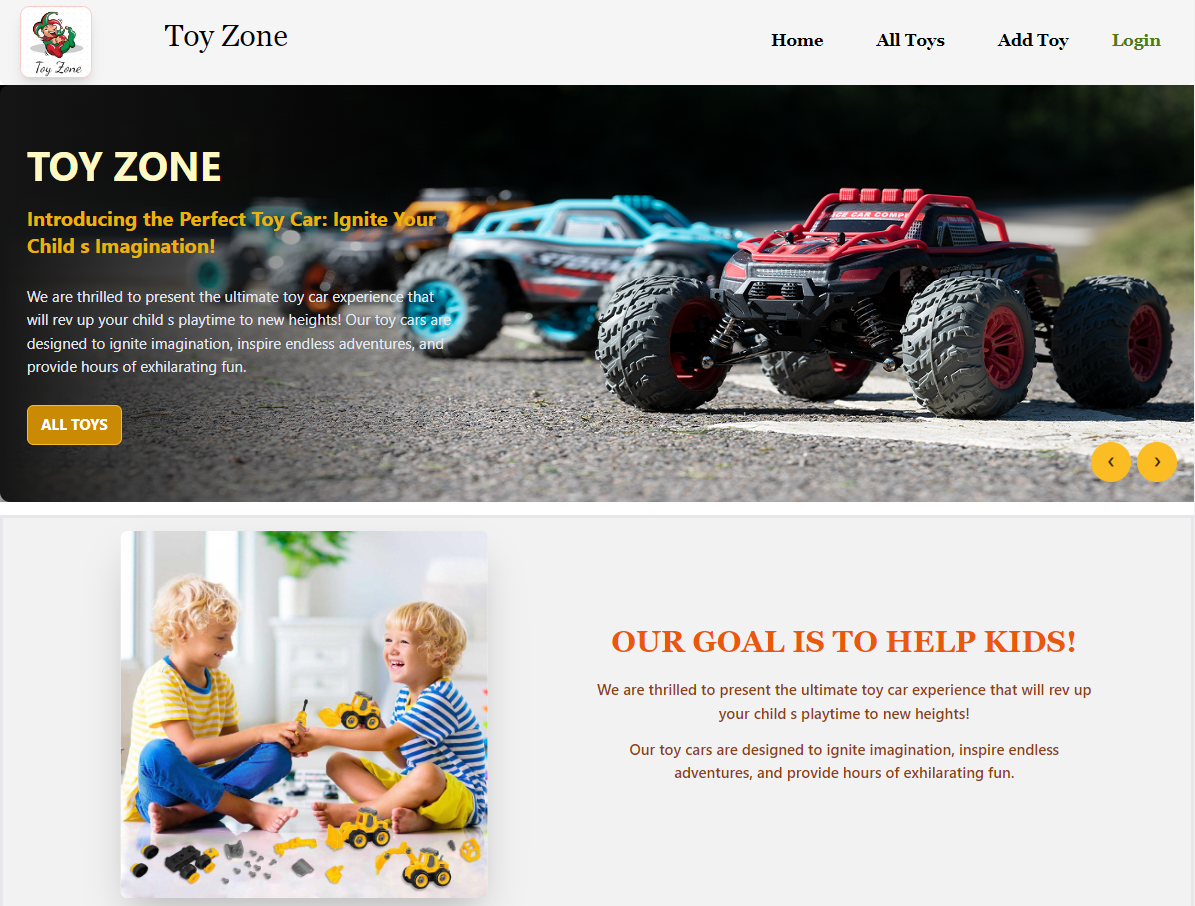 Toy Zone
Toy Zone
Home
All Toys
Add Toy
Login
TOY ZONE
Introducing the Perfect Toy Car: Ignite Your
Child s Imagination!
We are thrilled to present the ultimate toy car experience that
will rev up your child s playtime to new heights! Our toy cars are
designed to ignite imagination, inspire endless adventures, and
provide hours of exhilarating fun.
ALL TOYS
‹
›
OUR GOAL IS TO HELP KIDS!
We are thrilled to present the ultimate toy car experience that will rev up
your child s playtime to new heights!
Our toy cars are designed to ignite imagination, inspire endless
adventures, and provide hours of exhilarating fun.